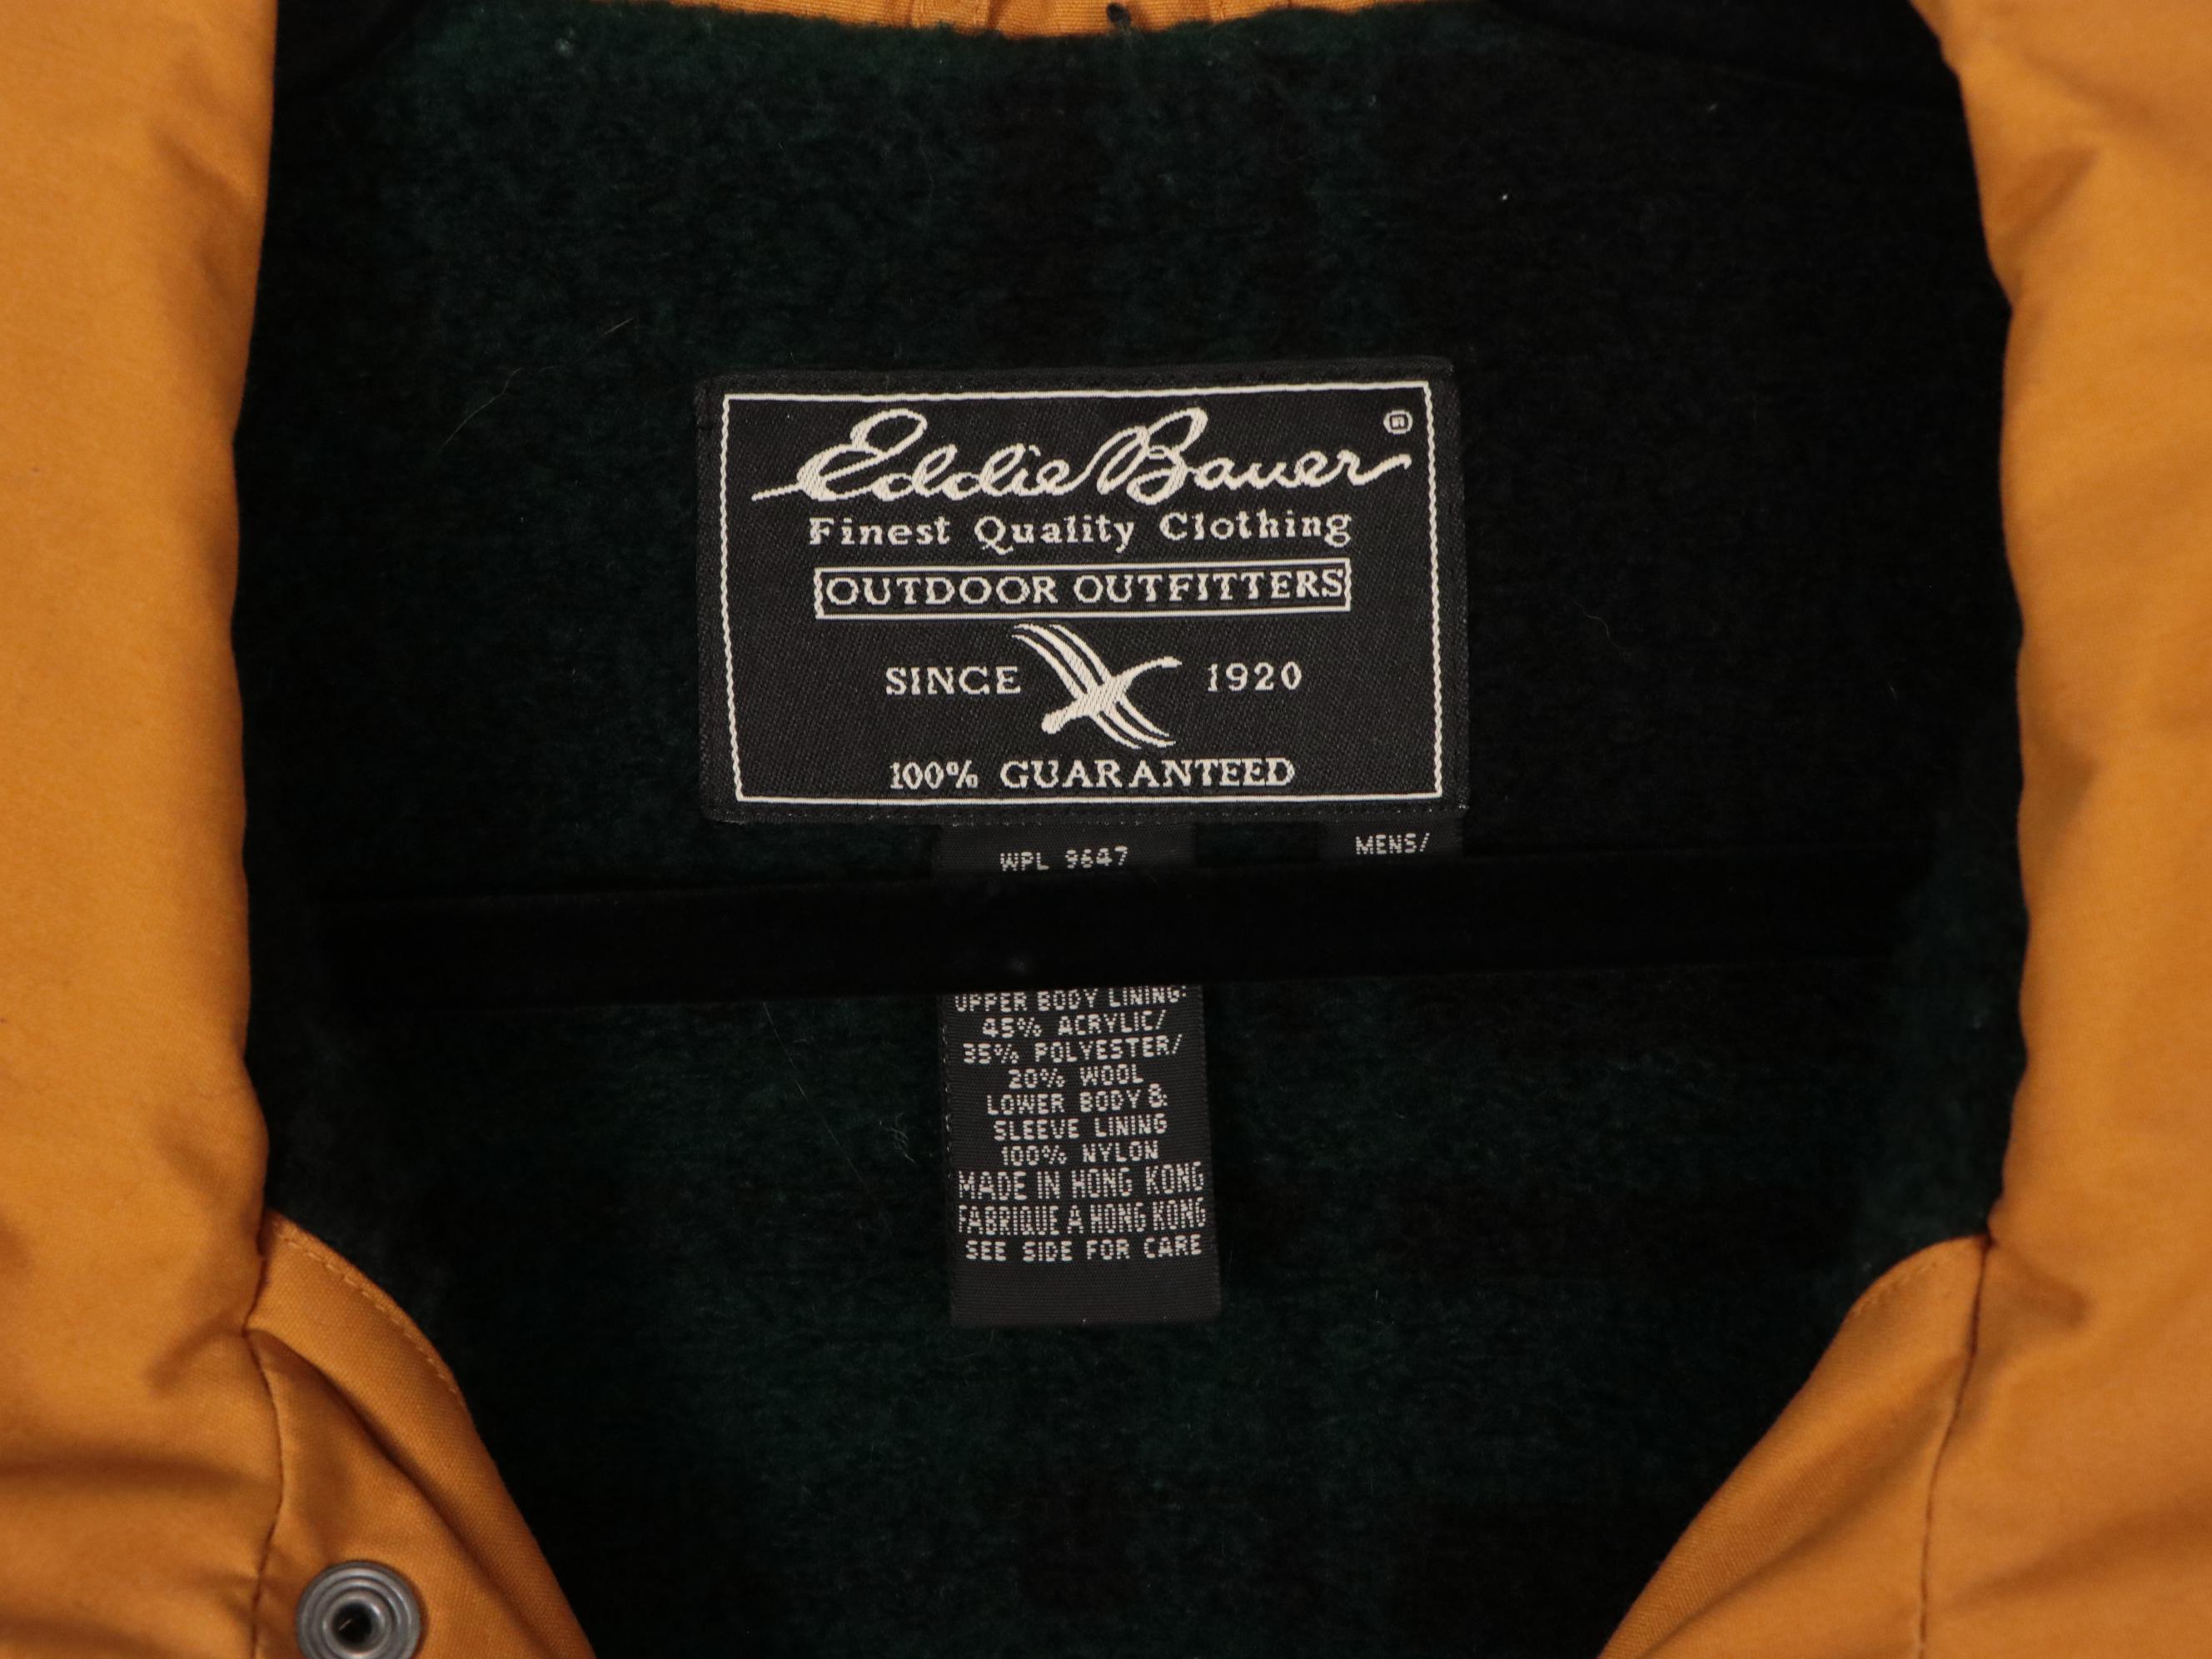 Eddie Bauer ®
Finest Quality Clothing
OUTDOOR OUTFITTERS
SINCE 1920
100% GUARANTEED
WPL 9647
MENS/
UPPER BODY LINING:
45% ACRYLIC/
35% POLYESTER/
20% WOOL
LOWER BODY &
SLEEVE LINING
100% NYLON
MADE IN HONG KONG
FABRIQUE A HONG KONG
SEE SIDE FOR CARE